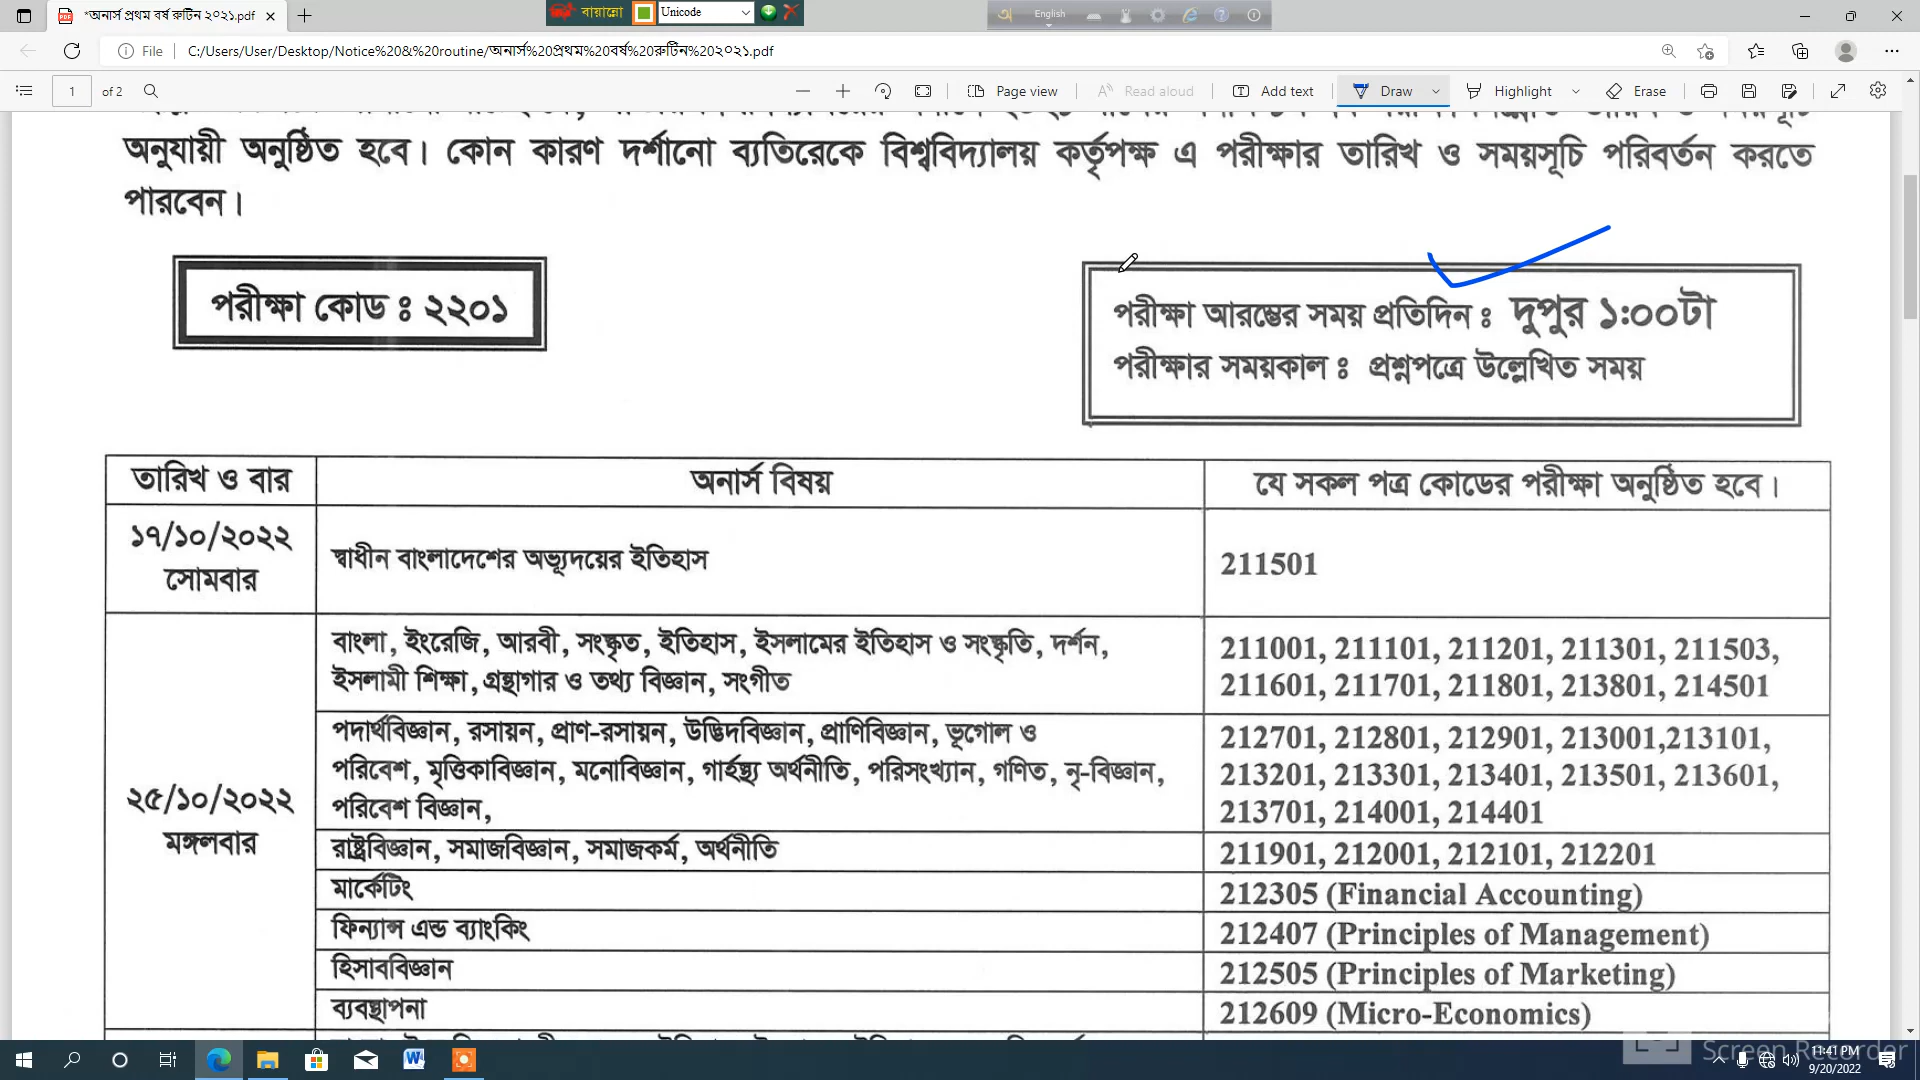 *অনার্স প্রথম বর্ষ রুটিন ২০২১.pdf
বায়ান্নো
Unicode
English
File
C:/Users/User/Desktop/Notice%20&%20routine/অনার্স%20প্রথম%20বর্ষ%20রুটিন%20২০২১.pdf
1 of 2
Page view
Read aloud
Add text
Draw
Highlight
Erase
অনুযায়ী অনুষ্ঠিত হবে। কোন কারণ দর্শানো ব্যতিরেকে বিশ্ববিদ্যালয় কর্তৃপক্ষ এ পরীক্ষার তারিখ ও সময়সূচি পরিবর্তন করতে
পারবেন।
পরীক্ষা কোড ঃ ২২০১
পরীক্ষা আরম্ভের সময় প্রতিদিন ঃ দুপুর ১:০০টা
পরীক্ষার সময়কাল ঃ প্রশ্নপত্রে উল্লেখিত সময়
তারিখ ও বার
অনার্স বিষয়
যে সকল পত্র কোডের পরীক্ষা অনুষ্ঠিত হবে।
১৭/১০/২০২২
সোমবার
স্বাধীন বাংলাদেশের অভ্যূদয়ের ইতিহাস
211501
২৫/১০/২০২২
মঙ্গলবার
বাংলা, ইংরেজি, আরবী, সংস্কৃত, ইতিহাস, ইসলামের ইতিহাস ও সংস্কৃতি, দর্শন,
ইসলামী শিক্ষা, গ্রন্থাগার ও তথ্য বিজ্ঞান, সংগীত
211001, 211101, 211201, 211301, 211503,
211601, 211701, 211801, 213801, 214501
পদার্থবিজ্ঞান, রসায়ন, প্রাণ-রসায়ন, উদ্ভিদবিজ্ঞান, প্রাণিবিজ্ঞান, ভূগোল ও
পরিবেশ, মৃত্তিকাবিজ্ঞান, মনোবিজ্ঞান, গার্হস্থ্য অর্থনীতি, পরিসংখ্যান, গণিত, নৃ-বিজ্ঞান,
পরিবেশ বিজ্ঞান,
212701, 212801, 212901, 213001,213101,
213201, 213301, 213401, 213501, 213601,
213701, 214001, 214401
রাষ্ট্রবিজ্ঞান, সমাজবিজ্ঞান, সমাজকর্ম, অর্থনীতি
211901, 212001, 212101, 212201
মার্কেটিং
212305 (Financial Accounting)
ফিন্যান্স এন্ড ব্যাংকিং
212407 (Principles of Management)
হিসাববিজ্ঞান
212505 (Principles of Marketing)
ব্যবস্থাপনা
212609 (Micro-Economics)
Screen Recorder
11:41 PM
9/20/2022